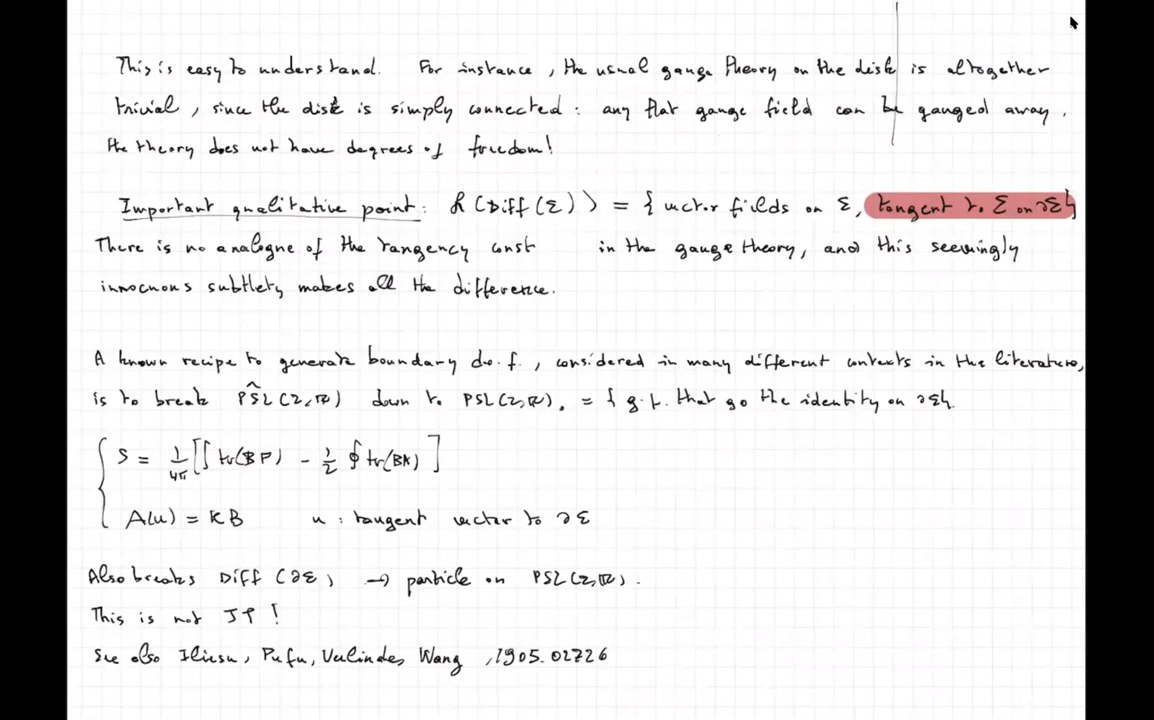 This is easy to understand. For instance, the usual gauge theory on the disk is altogether
trivial, since the disk is simply connected: any flat gauge field can be gauged away.
the theory does not have degrees of freedom!
Important qualitative point: L(Diff(Σ)) = { vector fields on Σ, tangent to Σ on ∂Σ}
There is no analogue of the tangency const in the gauge theory, and this seemingly
innocuous subtlety makes all the difference.
A known recipe to generate boundary d.o.f., considered in many different contexts in the literature,
is to break P̂SL(2,R) down to PSL(2,R). = { g.t. that go the identity on ∂Σ}.
S = 1/4π [∫ tr(BF) - 1/2 ∮ tr(BA)]
A(u) = KB u : tangent vector to ∂Σ
Also breaks Diff (∂Σ) → particle on PSL(2,R).
This is not JT !
See also Iliesiu, Pufu, Verlinde, Wang, 1905.02726